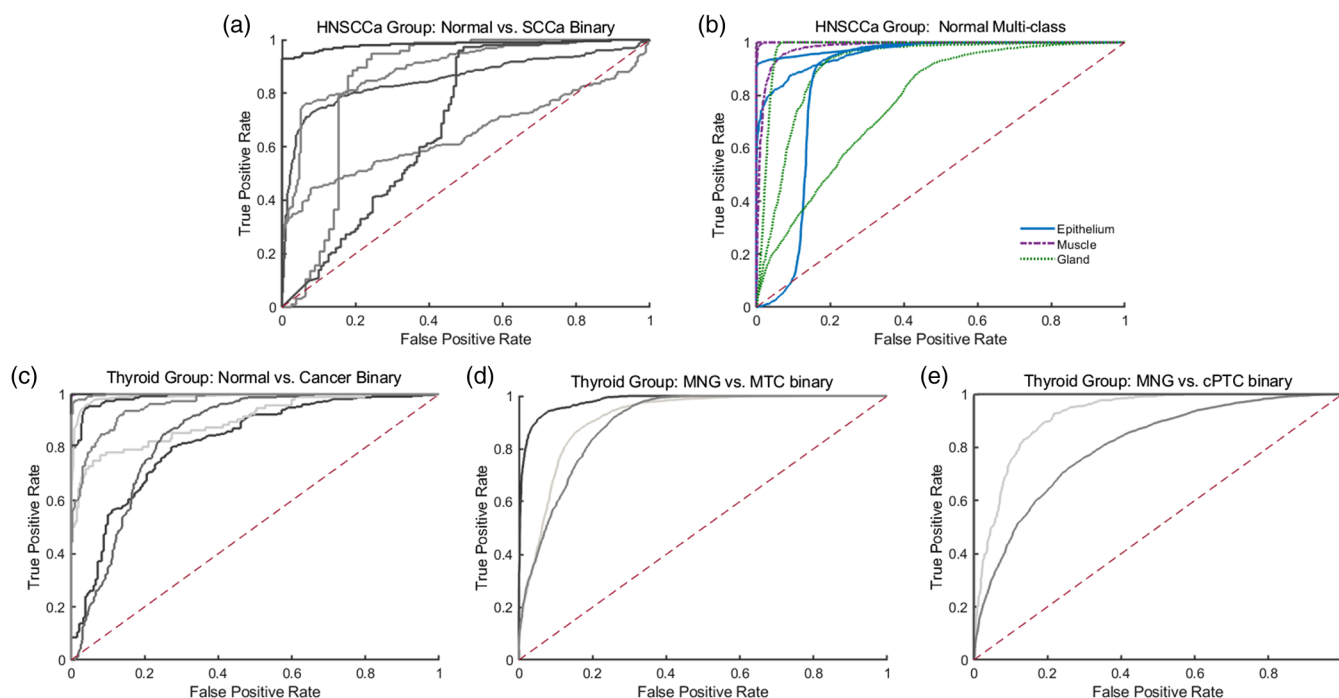 (a)
HNSCCa Group: Normal vs. SCCa Binary
1
0.8
0.6
0.4
0.2
0
True Positive Rate
0 0.2 0.4 0.6 0.8 1
False Positive Rate
(b)
HNSCCa Group: Normal Multi-class
1
0.8
0.6
0.4
0.2
0
True Positive Rate
Epithelium
Muscle
Gland
0 0.2 0.4 0.6 0.8 1
False Positive Rate
(c)
Thyroid Group: Normal vs. Cancer Binary
1
0.8
0.6
0.4
0.2
0
True Positive Rate
0 0.2 0.4 0.6 0.8 1
False Positive Rate
(d)
Thyroid Group: MNG vs. MTC binary
1
0.8
0.6
0.4
0.2
0
True Positive Rate
0 0.2 0.4 0.6 0.8 1
False Positive Rate
(e)
Thyroid Group: MNG vs. cPTC binary
1
0.8
0.6
0.4
0.2
0
True Positive Rate
0 0.2 0.4 0.6 0.8
False Positive Rate